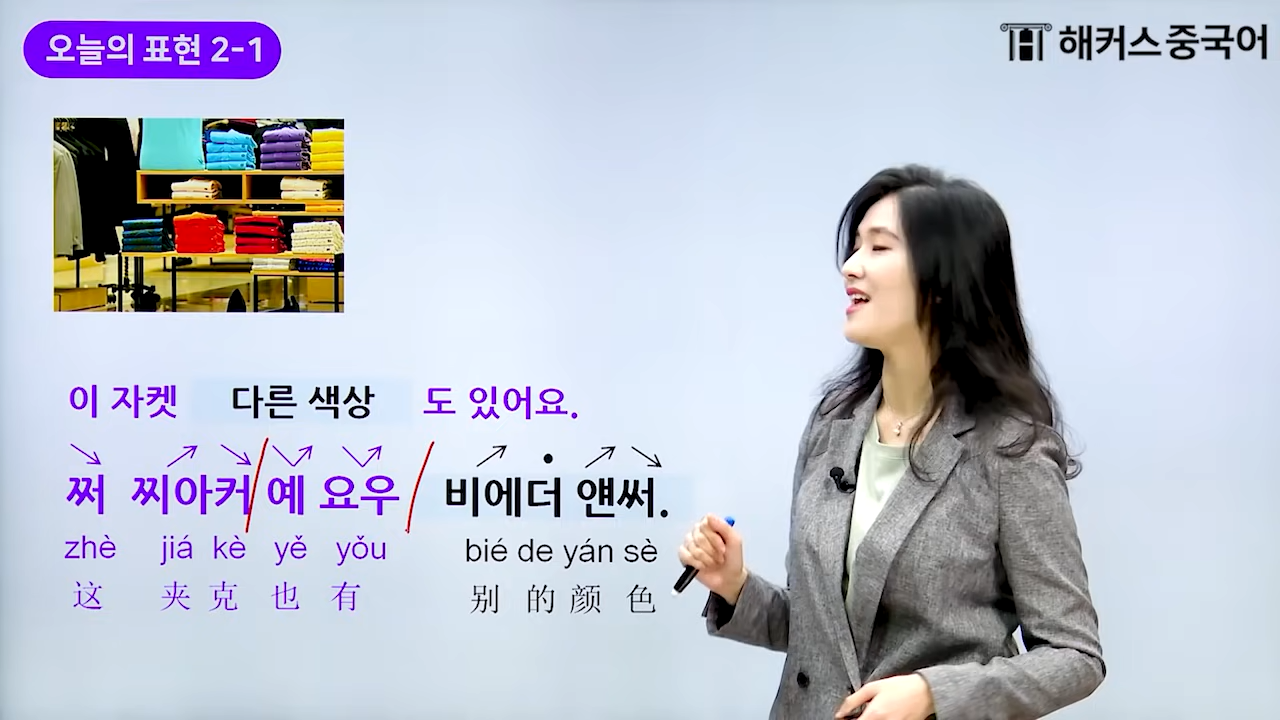 오늘의 표현 2-1
해커스중국어
이 자켓 다른 색상 도 있어요.
쩌 찌아커 예 요우 비에더 얜써.
zhè jiá kè yě yǒu bié de yán sè
这 夹 克 也 有 别 的 颜 色